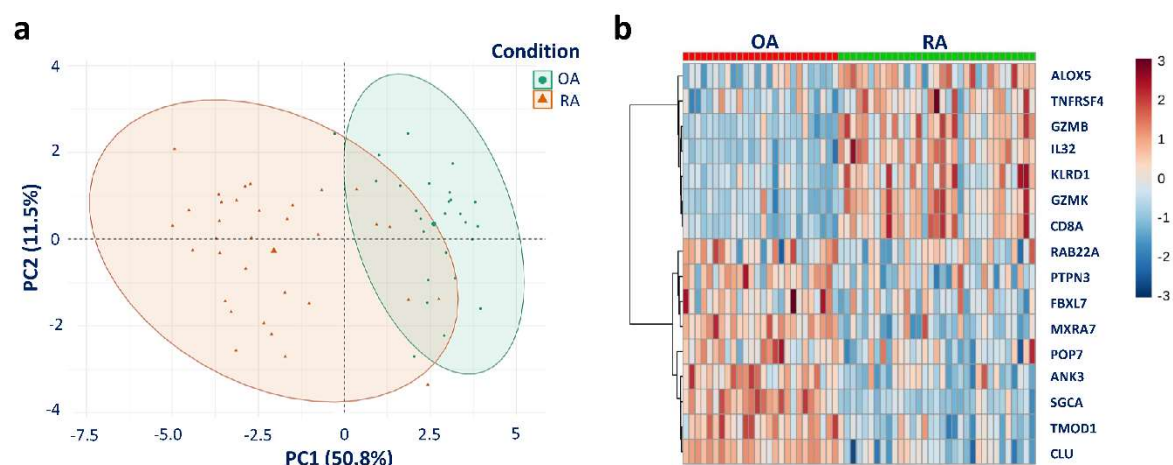 a
Condition
OA
RA
4
2
0
-2
-4
PC2 (11.5%)
-7.5
-5.0
-2.5
0
2.5
5
PC1 (50.8%)
b
OA
RA
ALOX5
TNFRSF4
GZMB
IL32
KLRD1
GZMK
CD8A
RAB22A
PTPN3
FBXL7
MXRA7
POP7
ANK3
SGCA
TMOD1
CLU
3
2
1
0
-1
-2
-3